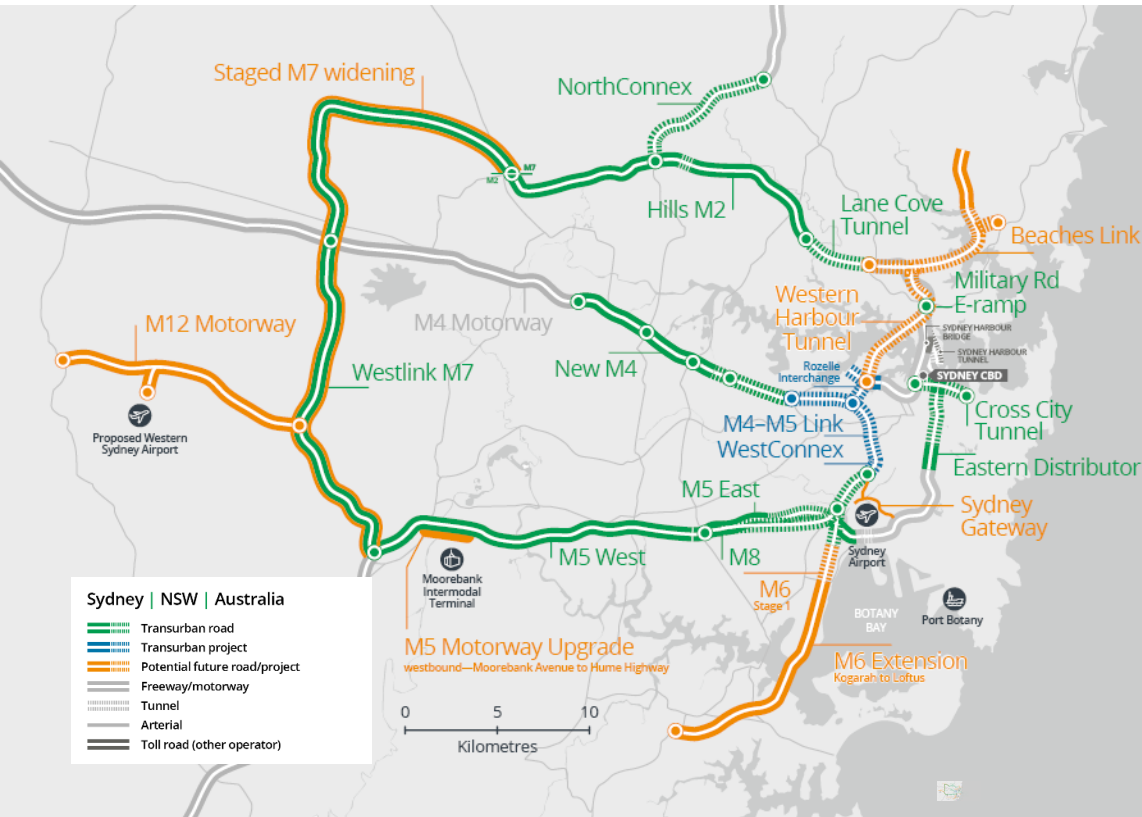 Staged M7 widening
NorthConnex
M7
M2
Hills M2
Lane Cove
Tunnel
Beaches Link
Military Rd
E-ramp
Western
Harbour
Tunnel
SYDNEY HARBOUR
BRIDGE
SYDNEY HARBOUR
TUNNEL
M12 Motorway
M4 Motorway
Westlink M7
New M4
Rozelle
Interchange
SYDNEY CBD
Cross City
Tunnel
M4–M5 Link
WestConnex
Proposed Western
Sydney Airport
Eastern Distributor
M5 East
Sydney
Gateway
M5 West
M8
Sydney
Airport
Moorebank
Intermodal
Terminal
M6
Stage 1
BOTANY
BAY
Port Botany
M5 Motorway Upgrade
westbound—Moorebank Avenue to Hume Highway
M6 Extension
Kogarah to Loftus
0 5 10
Kilometres
Sydney | NSW | Australia
Transurban road
Transurban project
Potential future road/project
Freeway/motorway
Tunnel
Arterial
Toll road (other operator)